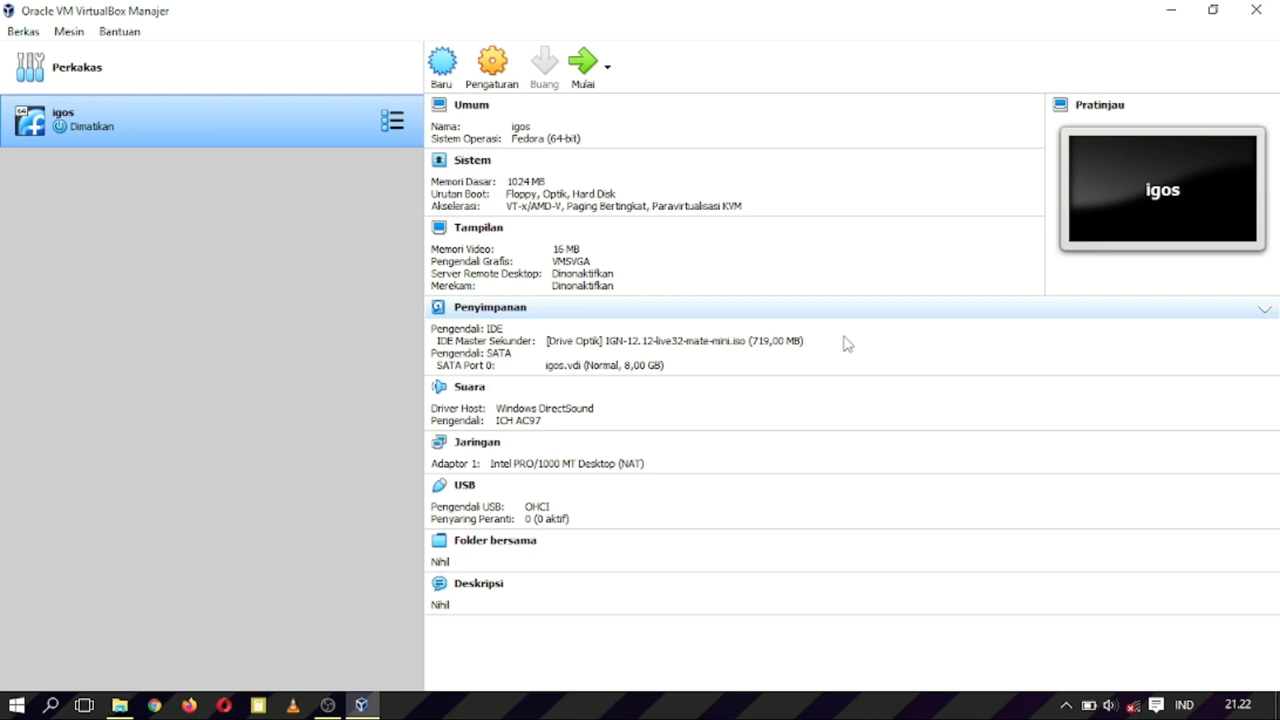 Oracle VM VirtualBox Manajer
Berkas Mesin Bantuan
Perkakas
64
igos
Dimatikan
Baru Pengaturan Buang Mulai
Umum
Nama: igos
Sistem Operasi: Fedora (64-bit)
Sistem
Memori Dasar: 1024 MB
Urutan Boot: Floppy, Optik, Hard Disk
Akselerasi: VT-x/AMD-V, Paging Bertingkat, Paravirtualisasi KVM
Tampilan
Memori Video: 16 MB
Pengendali Grafis: VMSVGA
Server Remote Desktop: Dinonaktifkan
Merekam: Dinonaktifkan
Pratinjau
igos
Penyimpanan
Pengendali: IDE
IDE Master Sekunder: [Drive Optik] IGN-12.12-live32-mate-mini.iso (719,00 MB)
Pengendali: SATA
SATA Port 0: igos.vdi (Normal, 8,00 GB)
Suara
Driver Host: Windows DirectSound
Pengendali: ICH AC97
Jaringan
Adaptor 1: Intel PRO/1000 MT Desktop (NAT)
USB
Pengendali USB: OHCI
Penyaring Peranti: 0 (0 aktif)
Folder bersama
Nihil
Deskripsi
Nihil
IND 21.22